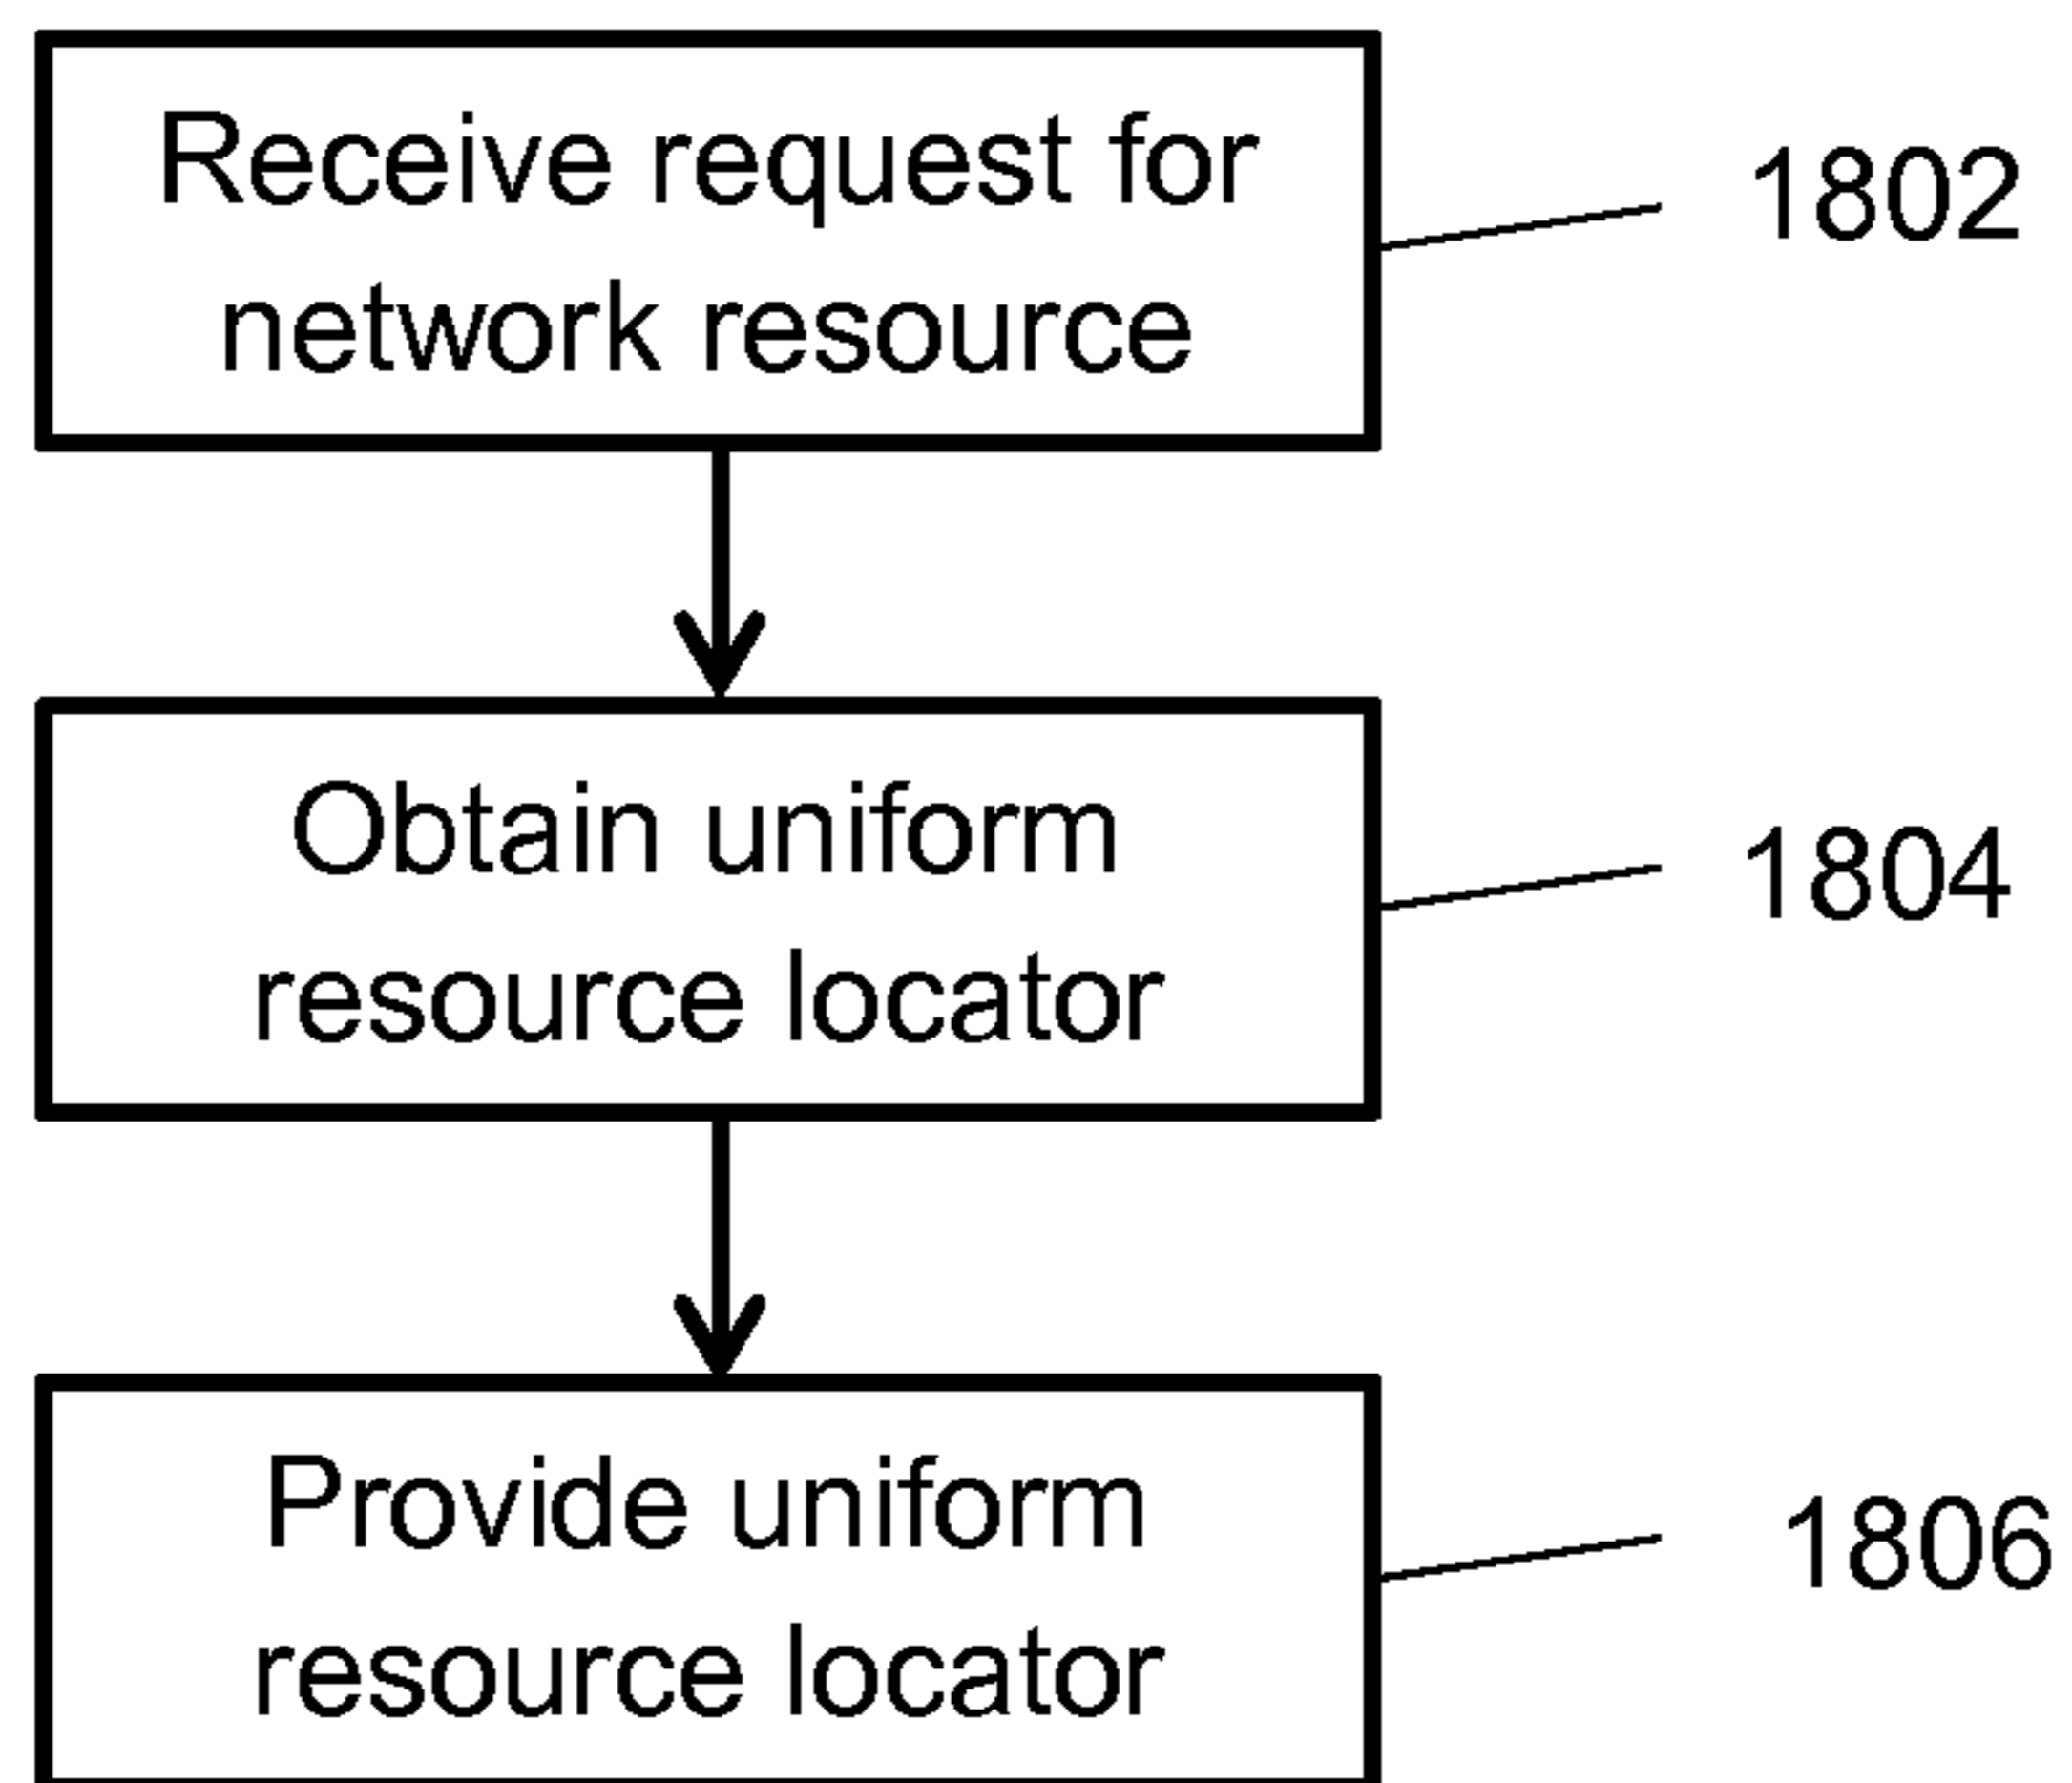 Receive request for
network resource
1802
Obtain uniform
resource locator
1804
Provide uniform
resource locator
1806